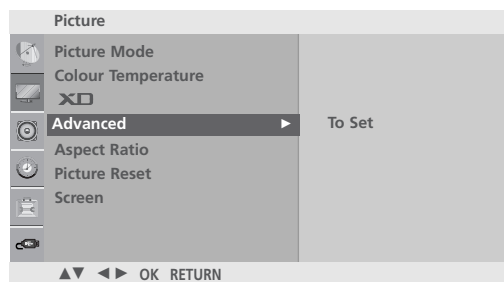 Picture
Picture Mode
Colour Temperature
XD
Advanced ► To Set
Aspect Ratio
Picture Reset
Screen
▲▼ ◄► OK RETURN